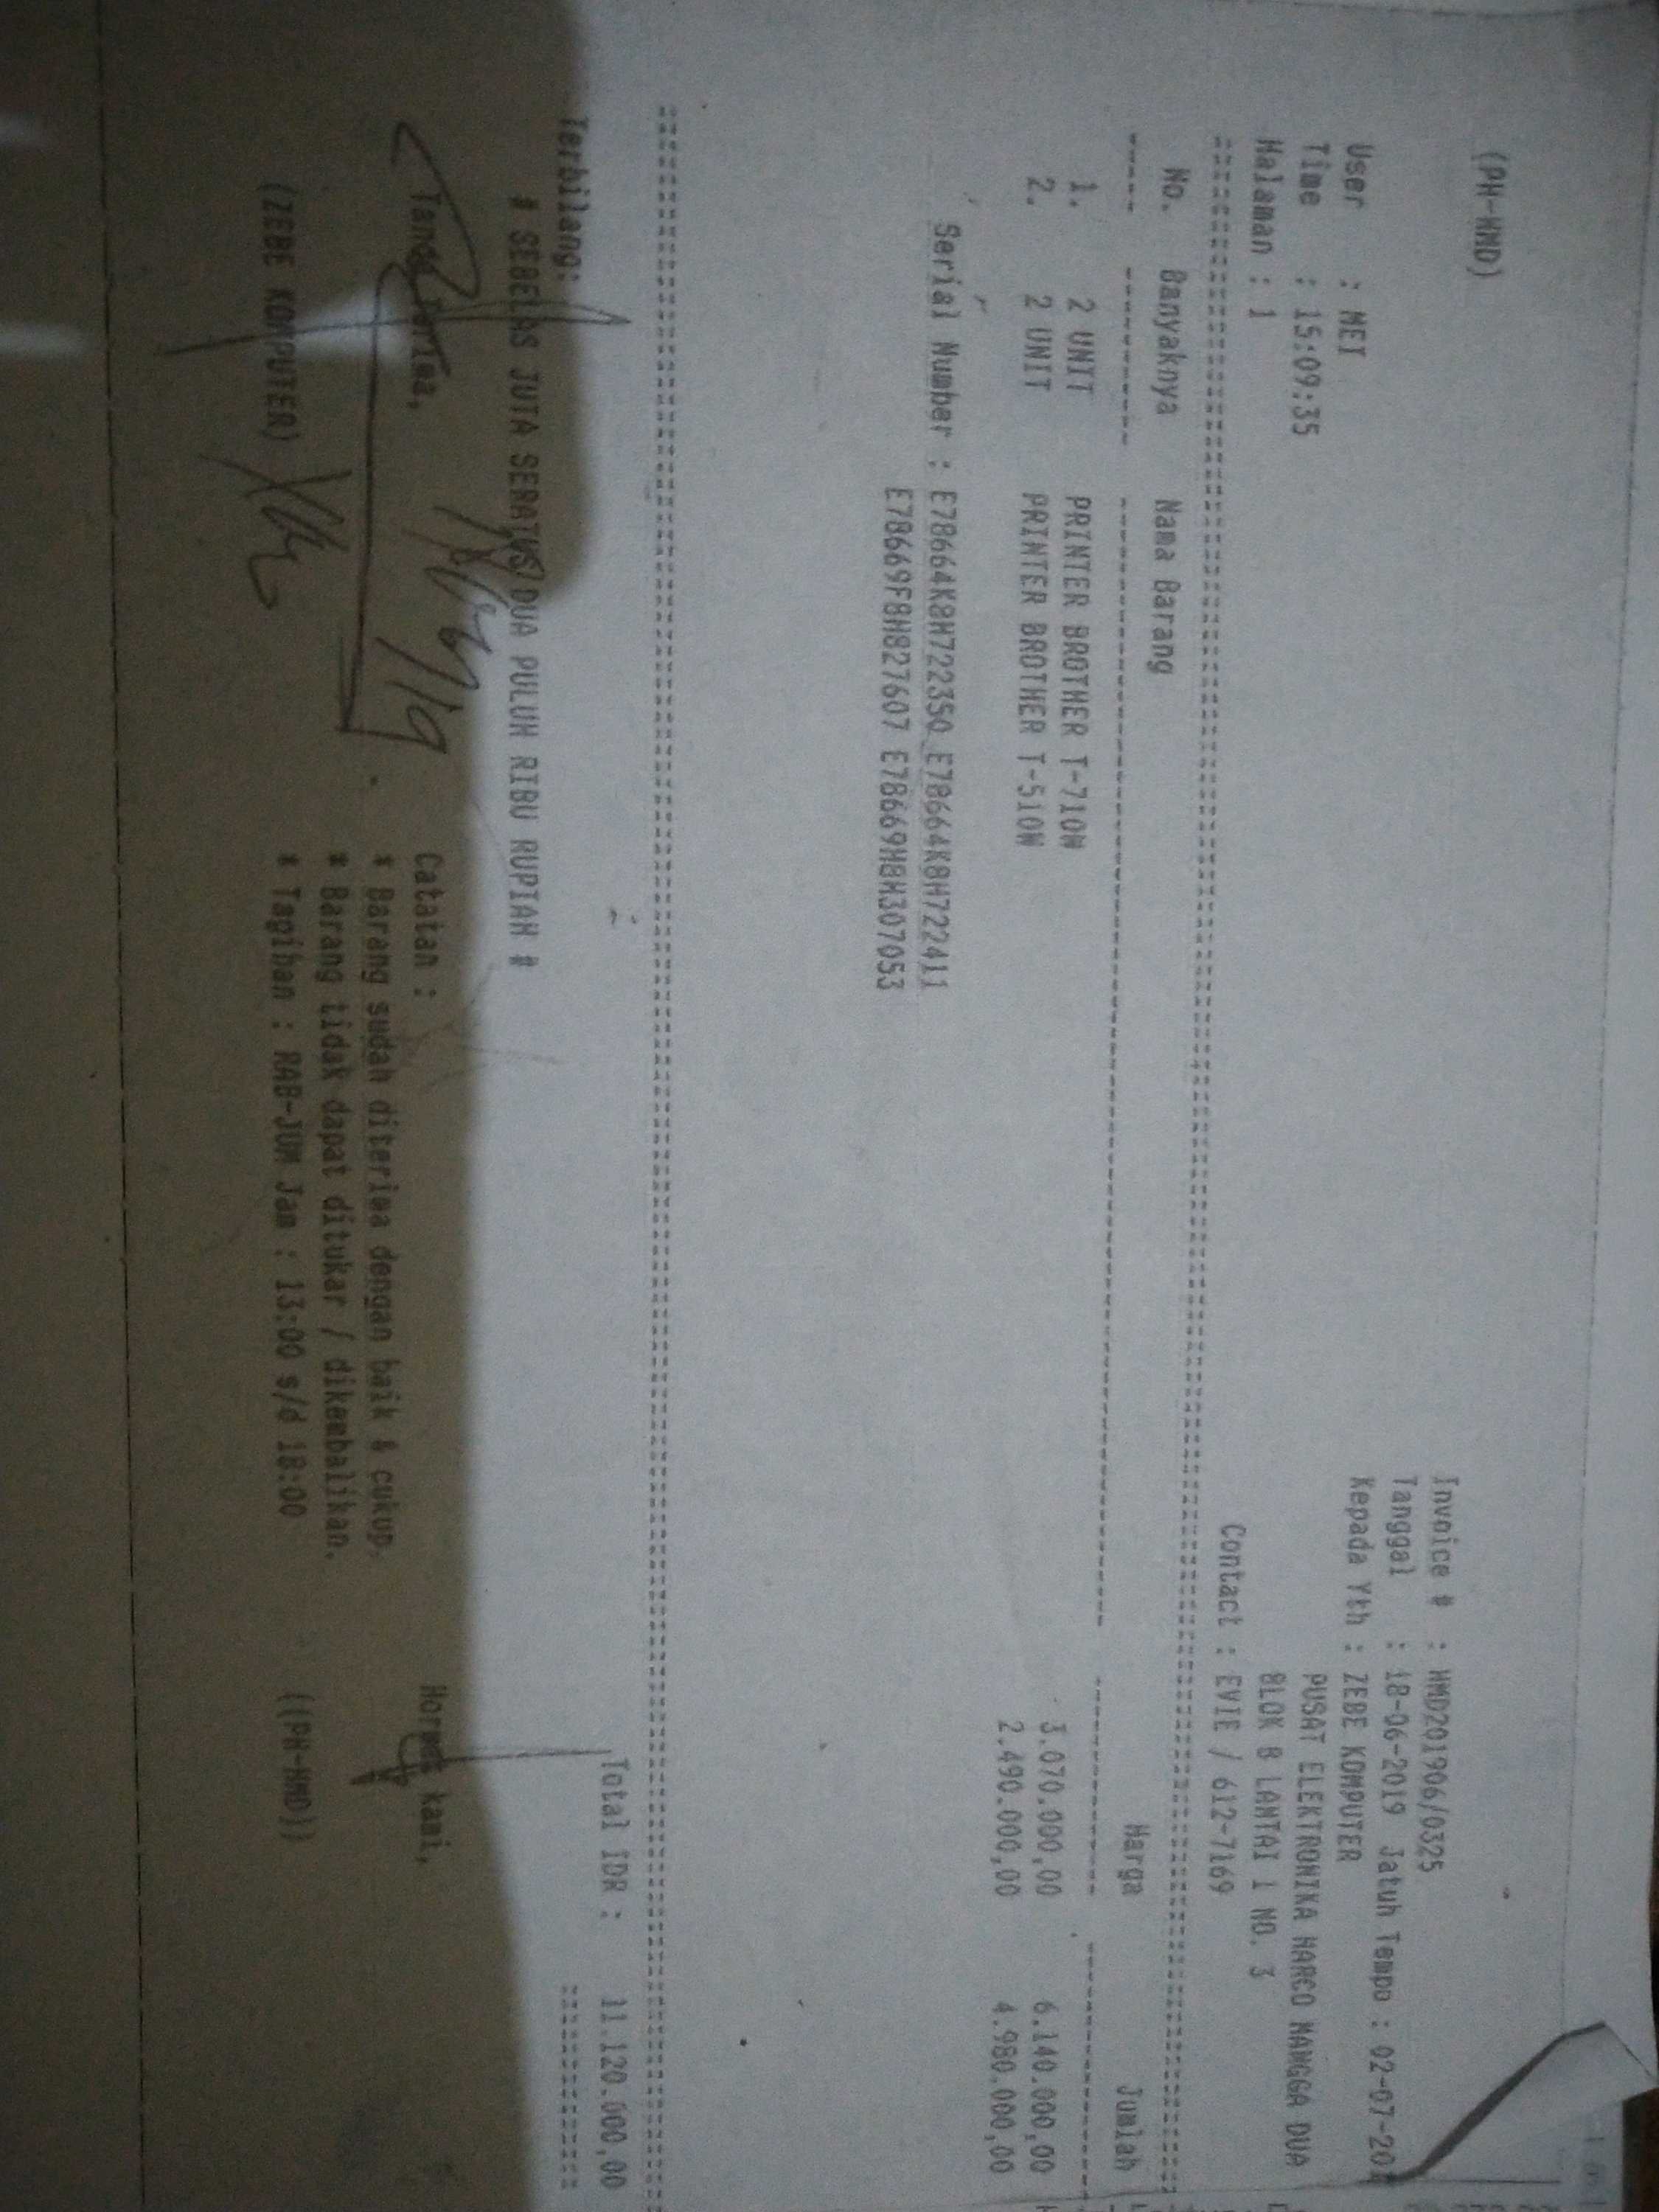 (PH-HMD)
Invoice # : HMD201906/0325
User : MEI
Tanggal : 18-06-2019 Jatuh Tempo : 02-07-201
Time : 15:09:35
Kepada Yth : ZEBE KOMPUTER
Halaman : 1
PUSAT ELEKTRONIKA HARCO MANGGA DUA
BLOK B LANTAI 1 NO. 3
Contact : EVIE / 612-7169
No. Banyaknya Nama Barang Harga Jumlah
1. 2 UNIT PRINTER BROTHER T-710W 3.070.000,00 6.140.000,00
2. 2 UNIT PRINTER BROTHER T-510W 2.490.000,00 4.980.000,00
Serial Number : E78664K8H722350 E78664K8H722411
E78669F8H827607 E78669H8H307053
Total IDR : 11.120.000,00
Terbilang:
# SEBELAS JUTA SERATUS DUA PULUH RIBU RUPIAH #
Tanda Terima, Catatan : Hormat kami,
* Barang sudah diterima dengan baik & cukup.
* Barang tidak dapat ditukar / dikembalikan.
(ZEBE KOMPUTER) * Tagihan : RAB-JUM Jam : 13:00 s/d 18:00 ((PH-HMD))